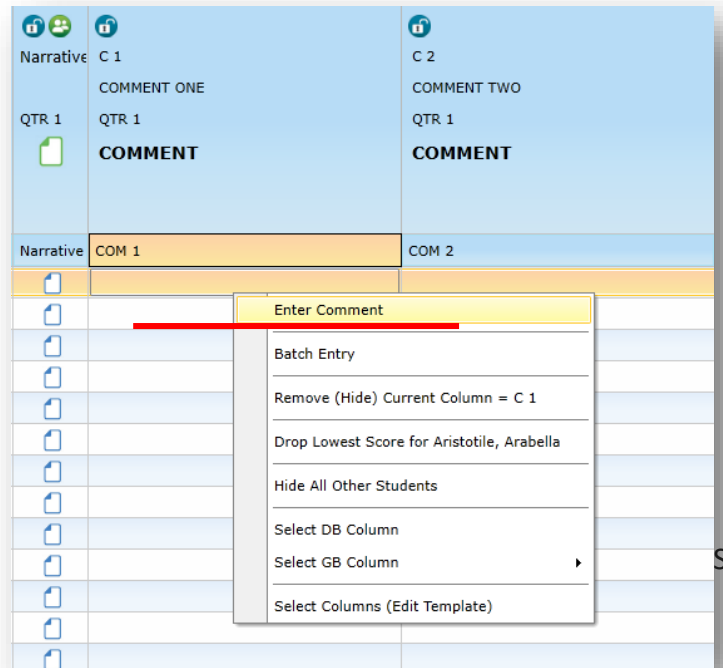 Narrative C 1 C 2
COMMENT ONE COMMENT TWO
QTR 1 QTR 1 QTR 1
COMMENT COMMENT
Narrative COM 1 COM 2
Enter Comment
Batch Entry
Remove (Hide) Current Column = C 1
Drop Lowest Score for Aristotile, Arabella
Hide All Other Students
Select DB Column
Select GB Column
Select Columns (Edit Template)